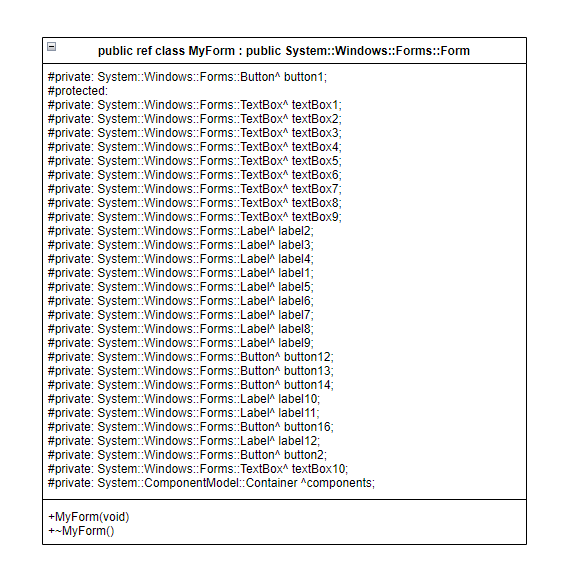 public ref class MyForm : public System::Windows::Forms::Form
#private: System::Windows::Forms::Button^ button1;
#protected:
#private: System::Windows::Forms::TextBox^ textBox1;
#private: System::Windows::Forms::TextBox^ textBox2;
#private: System::Windows::Forms::TextBox^ textBox3;
#private: System::Windows::Forms::TextBox^ textBox4;
#private: System::Windows::Forms::TextBox^ textBox5;
#private: System::Windows::Forms::TextBox^ textBox6;
#private: System::Windows::Forms::TextBox^ textBox7;
#private: System::Windows::Forms::TextBox^ textBox8;
#private: System::Windows::Forms::TextBox^ textBox9;
#private: System::Windows::Forms::Label^ label2;
#private: System::Windows::Forms::Label^ label3;
#private: System::Windows::Forms::Label^ label4;
#private: System::Windows::Forms::Label^ label1;
#private: System::Windows::Forms::Label^ label5;
#private: System::Windows::Forms::Label^ label6;
#private: System::Windows::Forms::Label^ label7;
#private: System::Windows::Forms::Label^ label8;
#private: System::Windows::Forms::Label^ label9;
#private: System::Windows::Forms::Button^ button12;
#private: System::Windows::Forms::Button^ button13;
#private: System::Windows::Forms::Button^ button14;
#private: System::Windows::Forms::Label^ label10;
#private: System::Windows::Forms::Label^ label11;
#private: System::Windows::Forms::Button^ button16;
#private: System::Windows::Forms::Label^ label12;
#private: System::Windows::Forms::Button^ button2;
#private: System::Windows::Forms::TextBox^ textBox10;
#private: System::ComponentModel::Container ^components;
+MyForm(void)
+~MyForm()